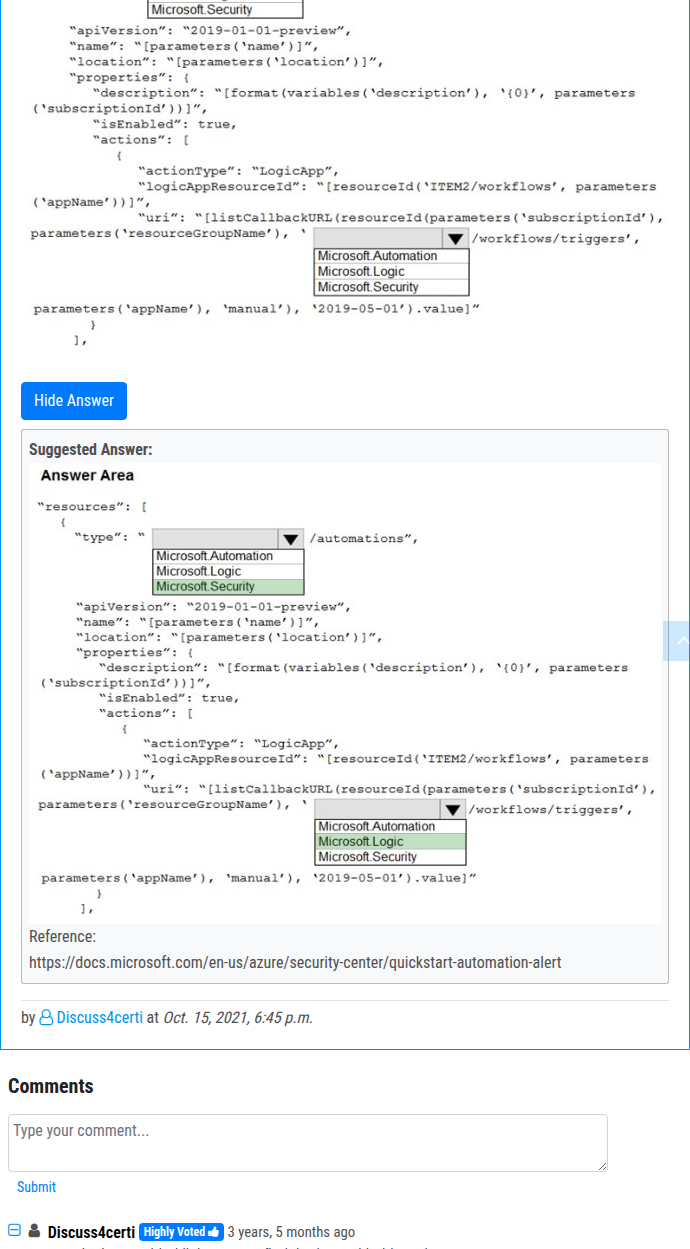 Microsoft.Security
“apiVersion”: “2019-01-01-preview”,
“name”: “[parameters(‘name’)]”,
“location”: “[parameters(‘location’)]”,
“properties”: {
“description”: “[format(variables(‘description’), ‘{0}’, parameters
(‘subscriptionId’))]”,
“isEnabled”: true,
“actions”: [
{
“actionType”: “LogicApp”,
“logicAppResourceId”: “[resourceId(‘ITEM2/workflows’, parameters
(‘appName’))]”,
“uri”: “[listCallbackURL(resourceId(parameters(‘subscriptionId’),
parameters(‘resourceGroupName’), ‘ /workflows/triggers’,
Microsoft.Automation
Microsoft.Logic
Microsoft.Security
parameters(‘appName’), ‘manual’), ‘2019-05-01’).value]”
}
],
Hide Answer
Suggested Answer:
Answer Area
“resources”: [
{
“type”: “ /automations”,
Microsoft.Automation
Microsoft.Logic
Microsoft.Security
“apiVersion”: “2019-01-01-preview”,
“name”: “[parameters(‘name’)]”,
“location”: “[parameters(‘location’)]”,
“properties”: {
“description”: “[format(variables(‘description’), ‘{0}’, parameters
(‘subscriptionId’))]”,
“isEnabled”: true,
“actions”: [
{
“actionType”: “LogicApp”,
“logicAppResourceId”: “[resourceId(‘ITEM2/workflows’, parameters
(‘appName’))]”,
“uri”: “[listCallbackURL(resourceId(parameters(‘subscriptionId’),
parameters(‘resourceGroupName’), ‘ /workflows/triggers’,
Microsoft.Automation
Microsoft.Logic
Microsoft.Security
parameters(‘appName’), ‘manual’), ‘2019-05-01’).value]”
}
],
Reference:
https://docs.microsoft.com/en-us/azure/security-center/quickstart-automation-alert
by Discuss4certi at Oct. 15, 2021, 6:45 p.m.
Comments
Type your comment...
Submit
Discuss4certi Highly Voted 3 years, 5 months ago